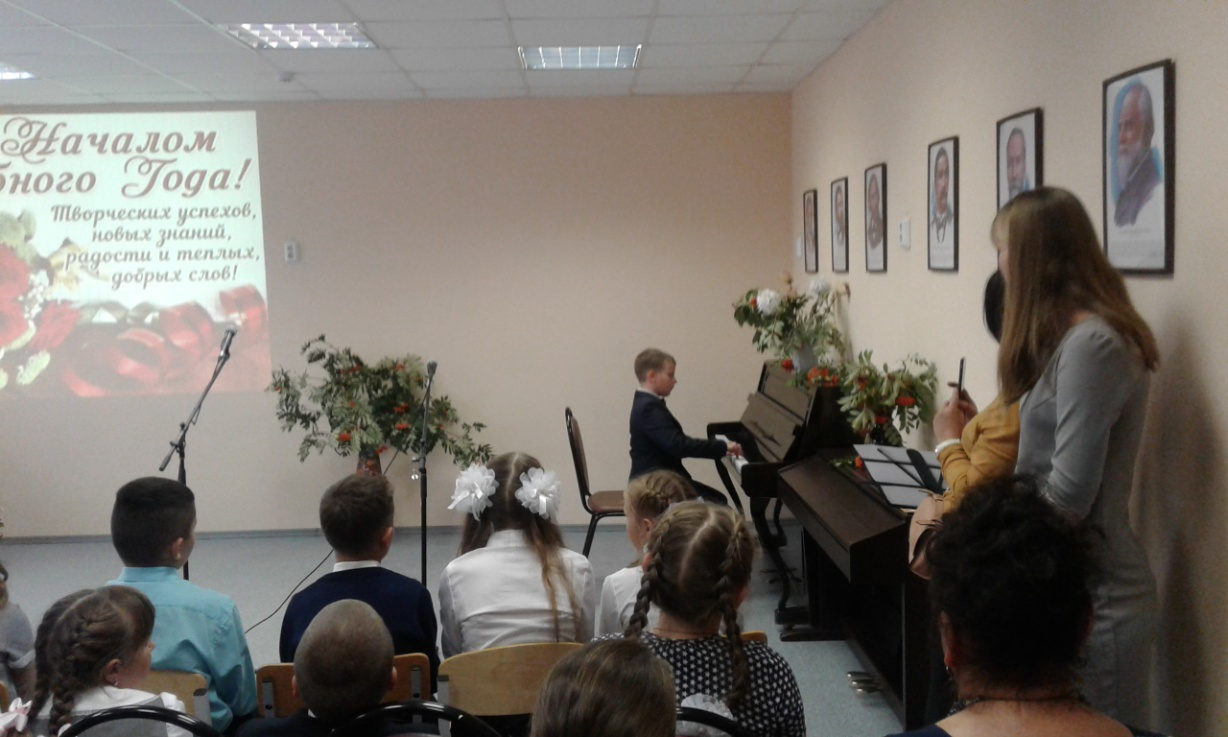 Началом
бного Года!
Творческих успехов,
новых знаний,
радости и теплых,
добрых слов!